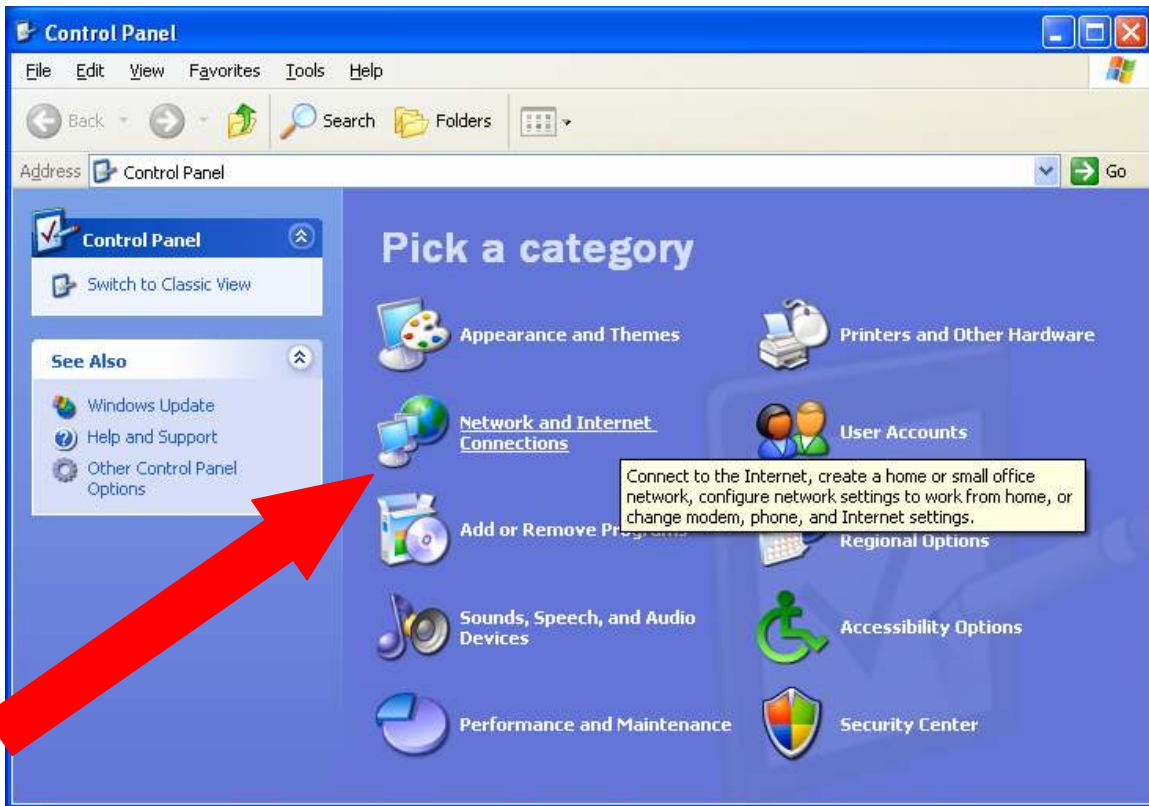 Control Panel
File Edit View Favorites Tools Help
Back Search Folders
Address Control Panel Go
Control Panel
Switch to Classic View
See Also
Windows Update
Help and Support
Other Control Panel
Options
Pick a category
Appearance and Themes
Printers and Other Hardware
Network and Internet
Connections
User Accounts
Connect to the Internet, create a home or small office
network, configure network settings to work from home, or
change modem, phone, and Internet settings.
Add or Remove Programs
Regional Options
Sounds, Speech, and Audio
Devices
Accessibility Options
Performance and Maintenance
Security Center